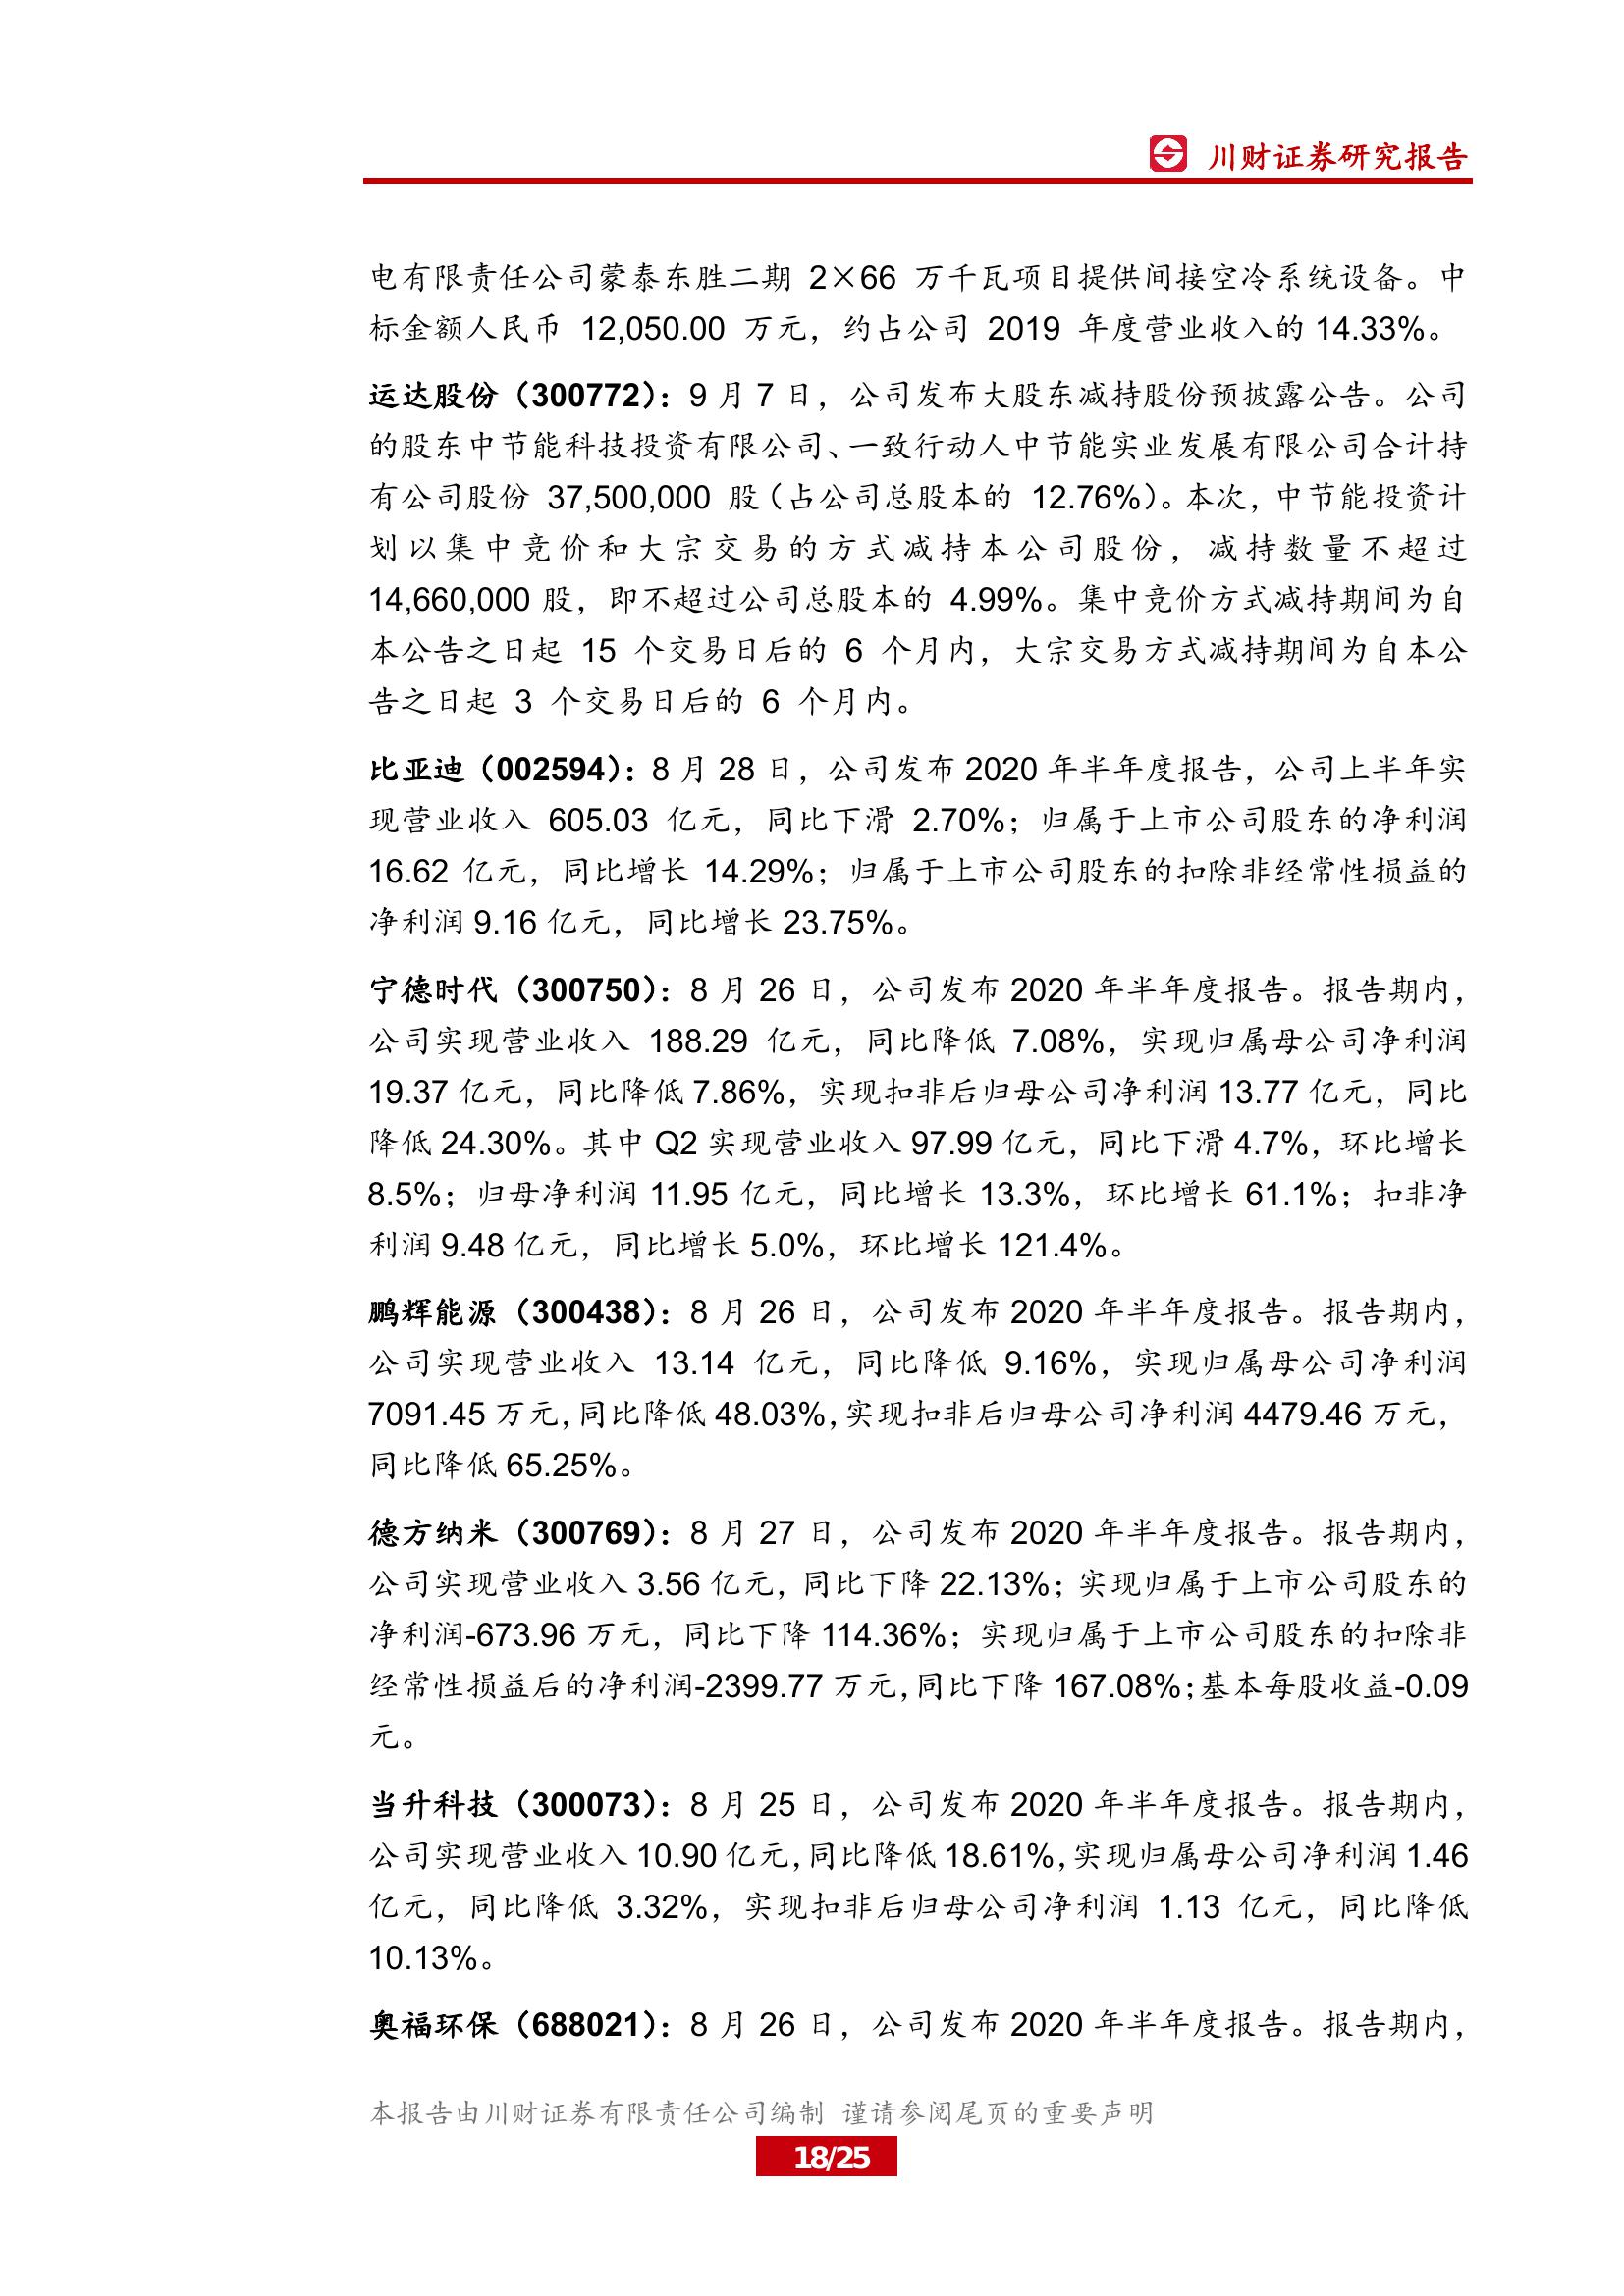 川财证券研究报告
电有限责任公司蒙泰东胜二期 2×66 万千瓦项目提供间接空冷系统设备。中
标金额人民币 12,050.00 万元，约占公司 2019 年度营业收入的 14.33%。
运达股份（300772）：9 月 7 日，公司发布大股东减持股份预披露公告。公司
的股东中节能科技投资有限公司、一致行动人中节能实业发展有限公司合计持
有公司股份 37,500,000 股（占公司总股本的 12.76%）。本次，中节能投资计
划以集中竞价和大宗交易的方式减持本公司股份，减持数量不超过
14,660,000 股，即不超过公司总股本的 4.99%。集中竞价方式减持期间为自
本公告之日起 15 个交易日后的 6 个月内，大宗交易方式减持期间为自本公
告之日起 3 个交易日后的 6 个月内。
比亚迪（002594）：8 月 28 日，公司发布 2020 年半年度报告，公司上半年实
现营业收入 605.03 亿元，同比下滑 2.70%；归属于上市公司股东的净利润
16.62 亿元，同比增长 14.29%；归属于上市公司股东的扣除非经常性损益的
净利润 9.16 亿元，同比增长 23.75%。
宁德时代（300750）：8 月 26 日，公司发布 2020 年半年度报告。报告期内，
公司实现营业收入 188.29 亿元，同比降低 7.08%，实现归属母公司净利润
19.37 亿元，同比降低 7.86%，实现扣非后归母公司净利润 13.77 亿元，同比
降低 24.30%。其中 Q2 实现营业收入 97.99 亿元，同比下滑 4.7%，环比增长
8.5%；归母净利润 11.95 亿元，同比增长 13.3%，环比增长 61.1%；扣非净
利润 9.48 亿元，同比增长 5.0%，环比增长 121.4%。
鹏辉能源（300438）：8 月 26 日，公司发布 2020 年半年度报告。报告期内，
公司实现营业收入 13.14 亿元，同比降低 9.16%，实现归属母公司净利润
7091.45 万元，同比降低 48.03%，实现扣非后归母公司净利润 4479.46 万元，
同比降低 65.25%。
德方纳米（300769）：8 月 27 日，公司发布 2020 年半年度报告。报告期内，
公司实现营业收入 3.56 亿元，同比下降 22.13%；实现归属于上市公司股东的
净利润-673.96 万元，同比下降 114.36%；实现归属于上市公司股东的扣除非
经常性损益后的净利润-2399.77 万元，同比下降 167.08%；基本每股收益-0.09
元。
当升科技（300073）：8 月 25 日，公司发布 2020 年半年度报告。报告期内，
公司实现营业收入 10.90 亿元，同比降低 18.61%，实现归属母公司净利润 1.46
亿元，同比降低 3.32%，实现扣非后归母公司净利润 1.13 亿元，同比降低
10.13%。
奥福环保（688021）：8 月 26 日，公司发布 2020 年半年度报告。报告期内，
本报告由川财证券有限责任公司编制 谨请参阅尾页的重要声明
18/25